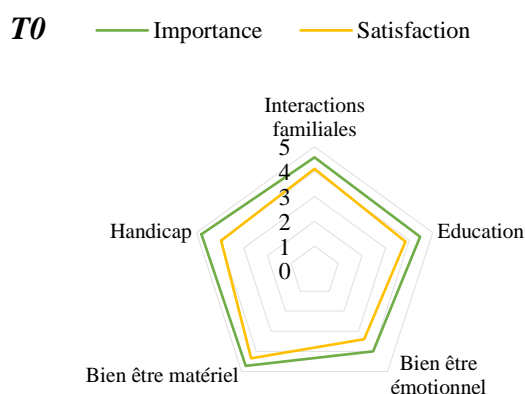 T0
Importance
Satisfaction
Interactions
familiales
5
4
3
2
1
0
Handicap
Education
Bien être matériel
Bien être
émotionnel